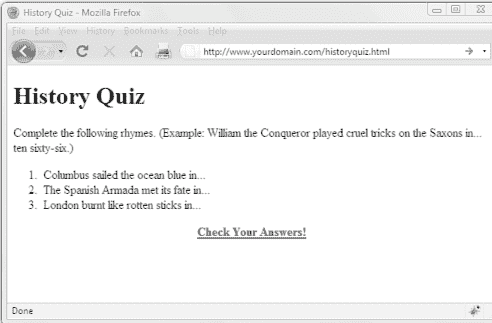 History Quiz - Mozilla Firefox
File Edit View History Bookmarks Tools Help
http://www.yourdomain.com/historyquiz.html
History Quiz
Complete the following rhymes. (Example: William the Conqueror played cruel tricks on the Saxons in...
ten sixty-six.)
1. Columbus sailed the ocean blue in...
2. The Spanish Armada met its fate in...
3. London burnt like rotten sticks in...
Check Your Answers!
Done